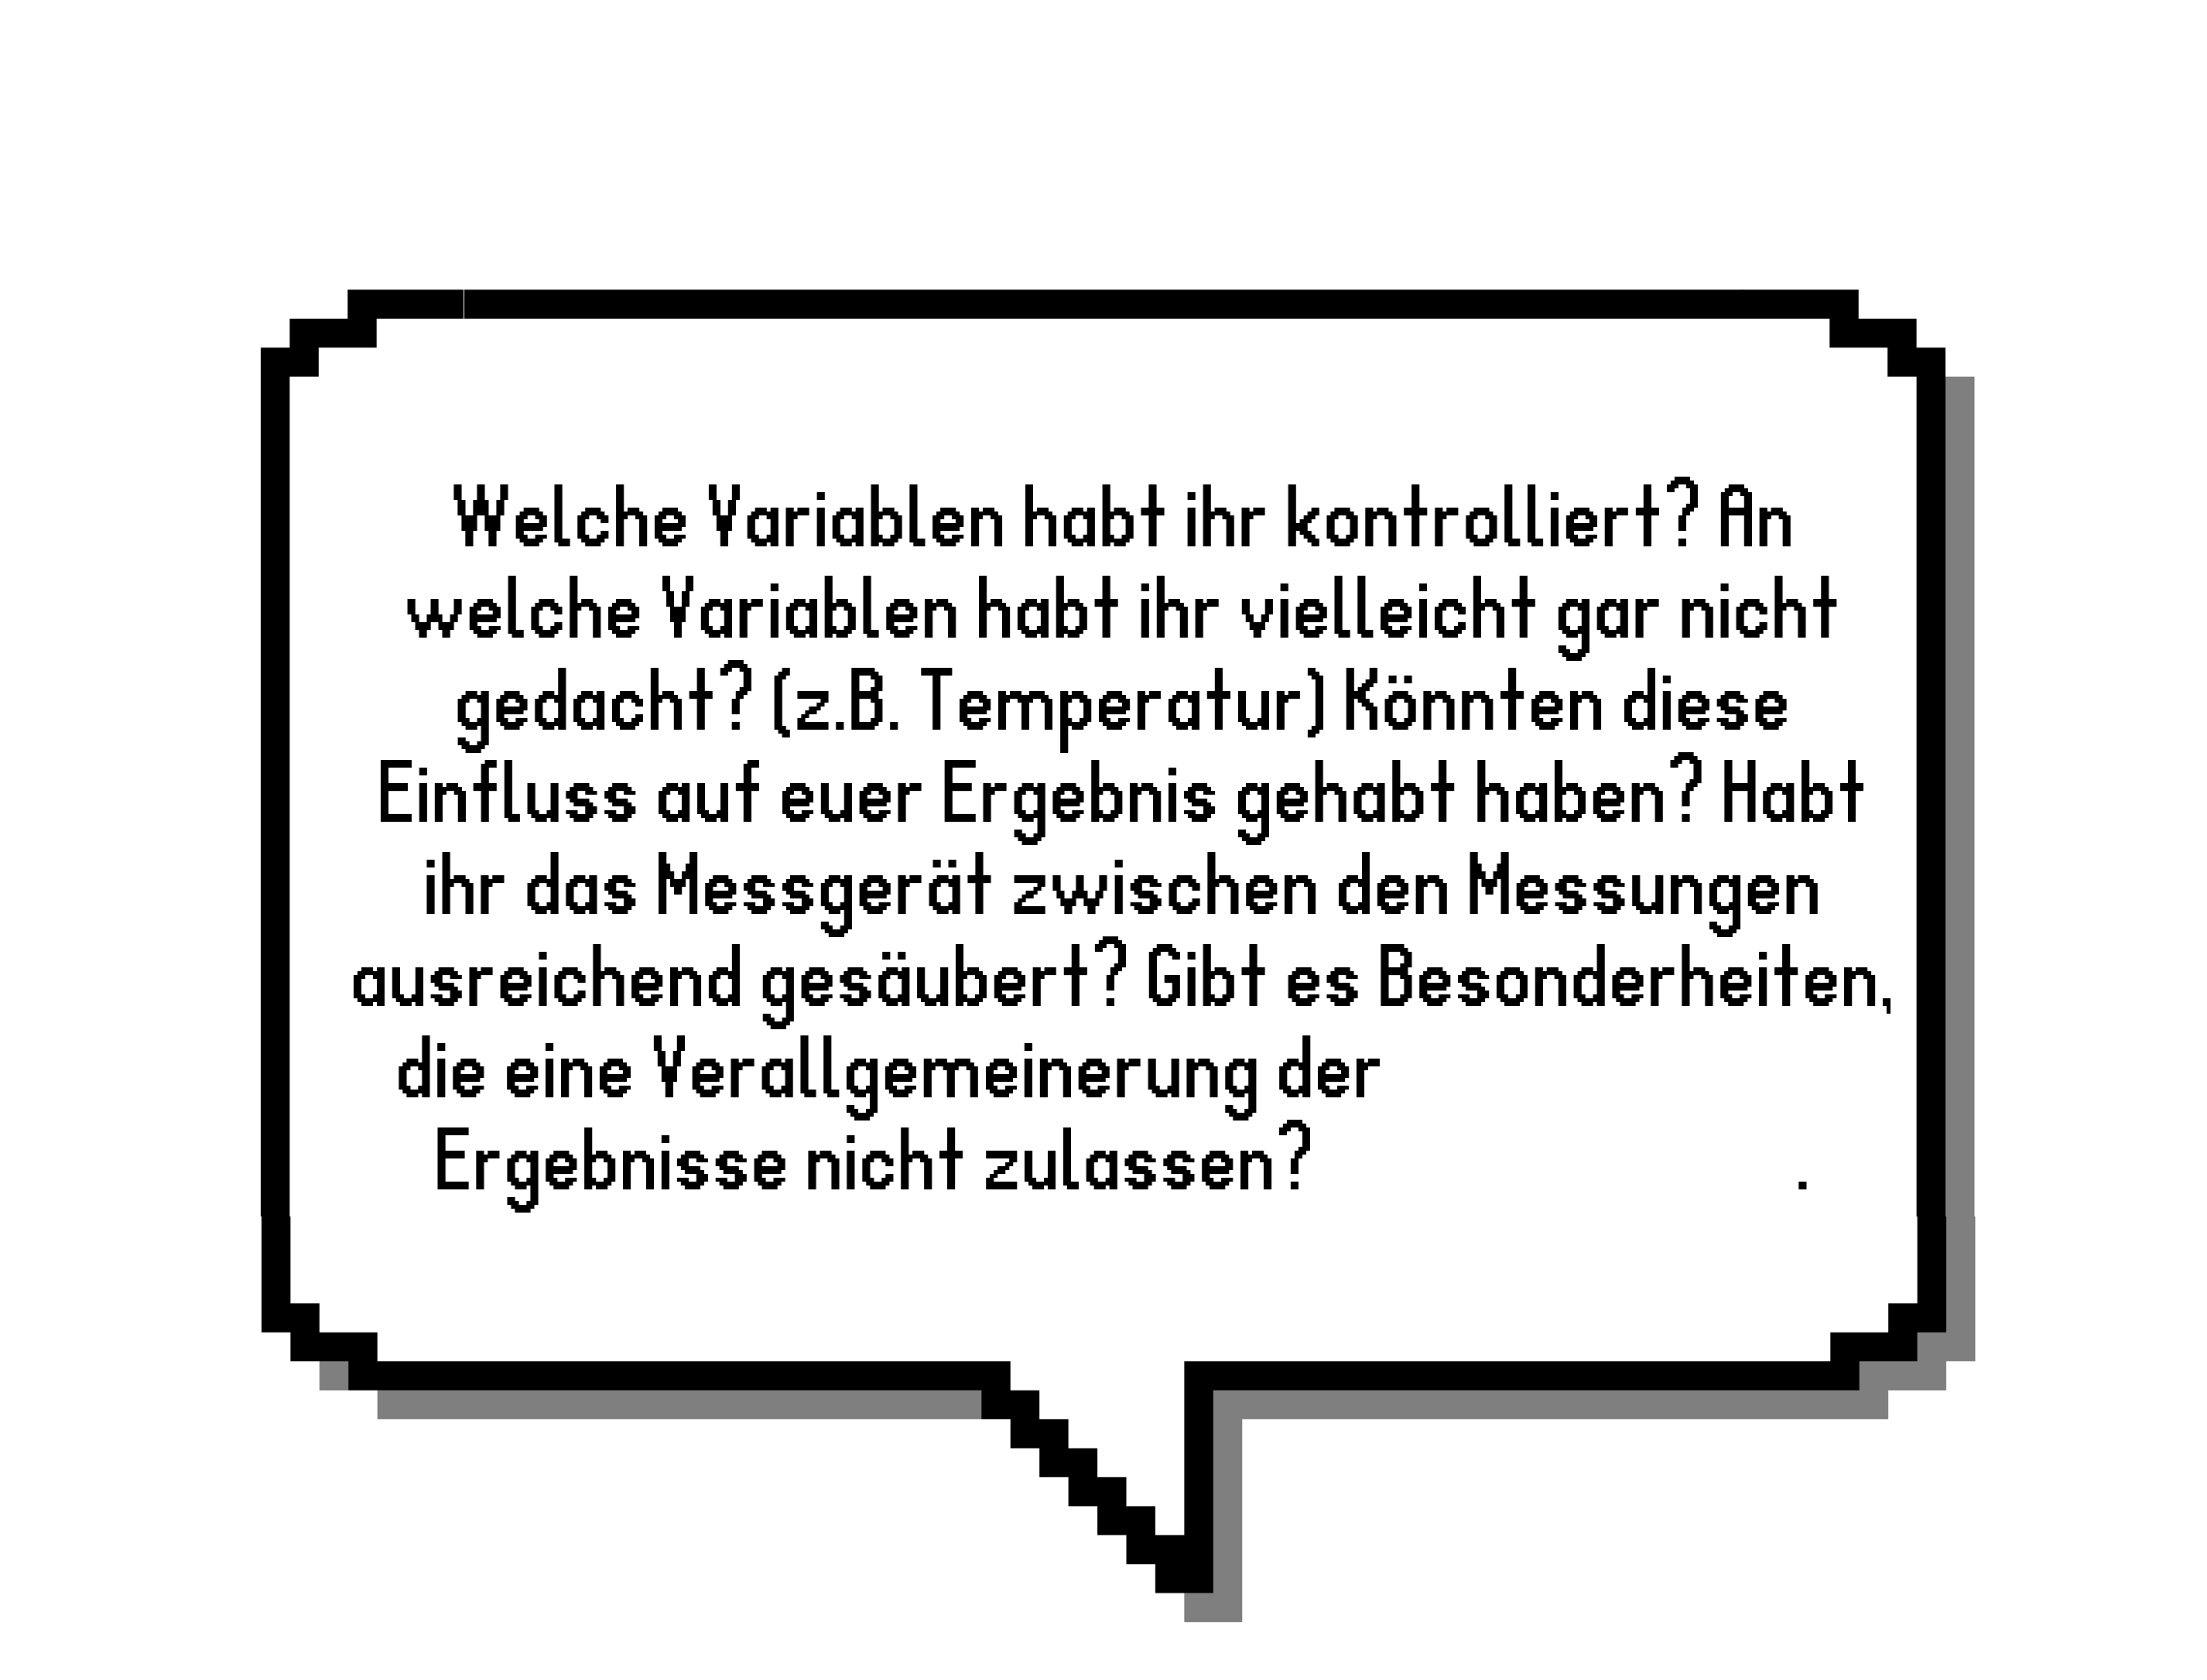 Welche Variablen habt ihr kontrolliert? An
welche Variablen habt ihr vielleicht gar nicht
gedacht? (z.B. Temperatur) Könnten diese
Einfluss auf euer Ergebnis gehabt haben? Habt
ihr das Messgerät zwischen den Messungen
ausreichend gesäubert? Gibt es Besonderheiten,
die eine Verallgemeinerung der
Ergebnisse nicht zulassen? .